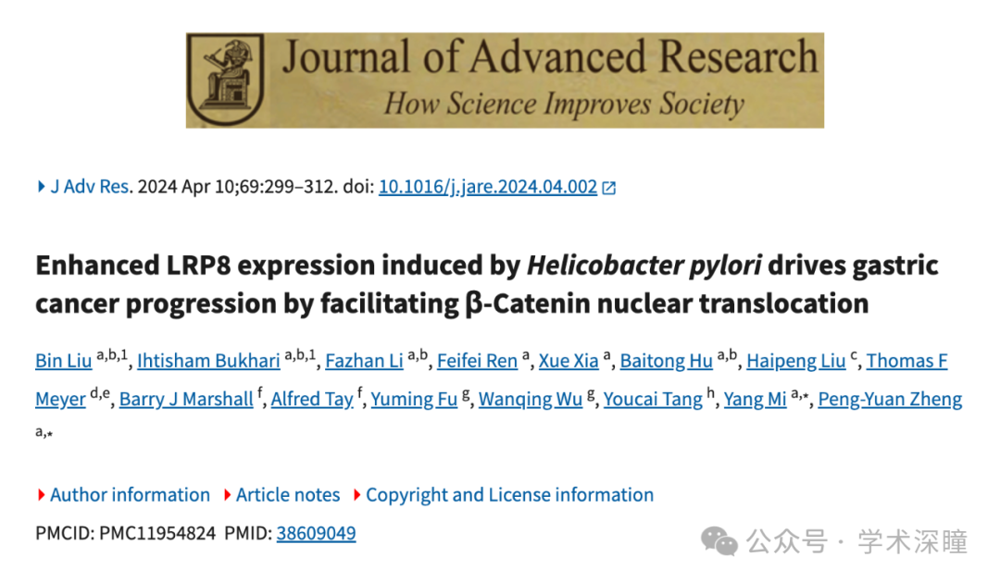 Journal of Advanced Research
How Science Improves Society
J Adv Res. 2024 Apr 10;69:299–312. doi: 10.1016/j.jare.2024.04.002
Enhanced LRP8 expression induced by Helicobacter pylori drives gastric
cancer progression by facilitating β-Catenin nuclear translocation
Bin Liu a,b,1, Ihtisham Bukhari a,b,1, Fazhan Li a,b, Feifei Ren a, Xue Xia a, Baitong Hu a,b, Haipeng Liu c, Thomas F
Meyer d,e, Barry J Marshall f, Alfred Tay f, Yuming Fu g, Wanqing Wu g, Youcai Tang h, Yang Mi a,⁎, Peng-Yuan Zheng
a,⁎
Author information Article notes Copyright and License information
PMCID: PMC11954824 PMID: 38609049
公众号 · 学术深瞳